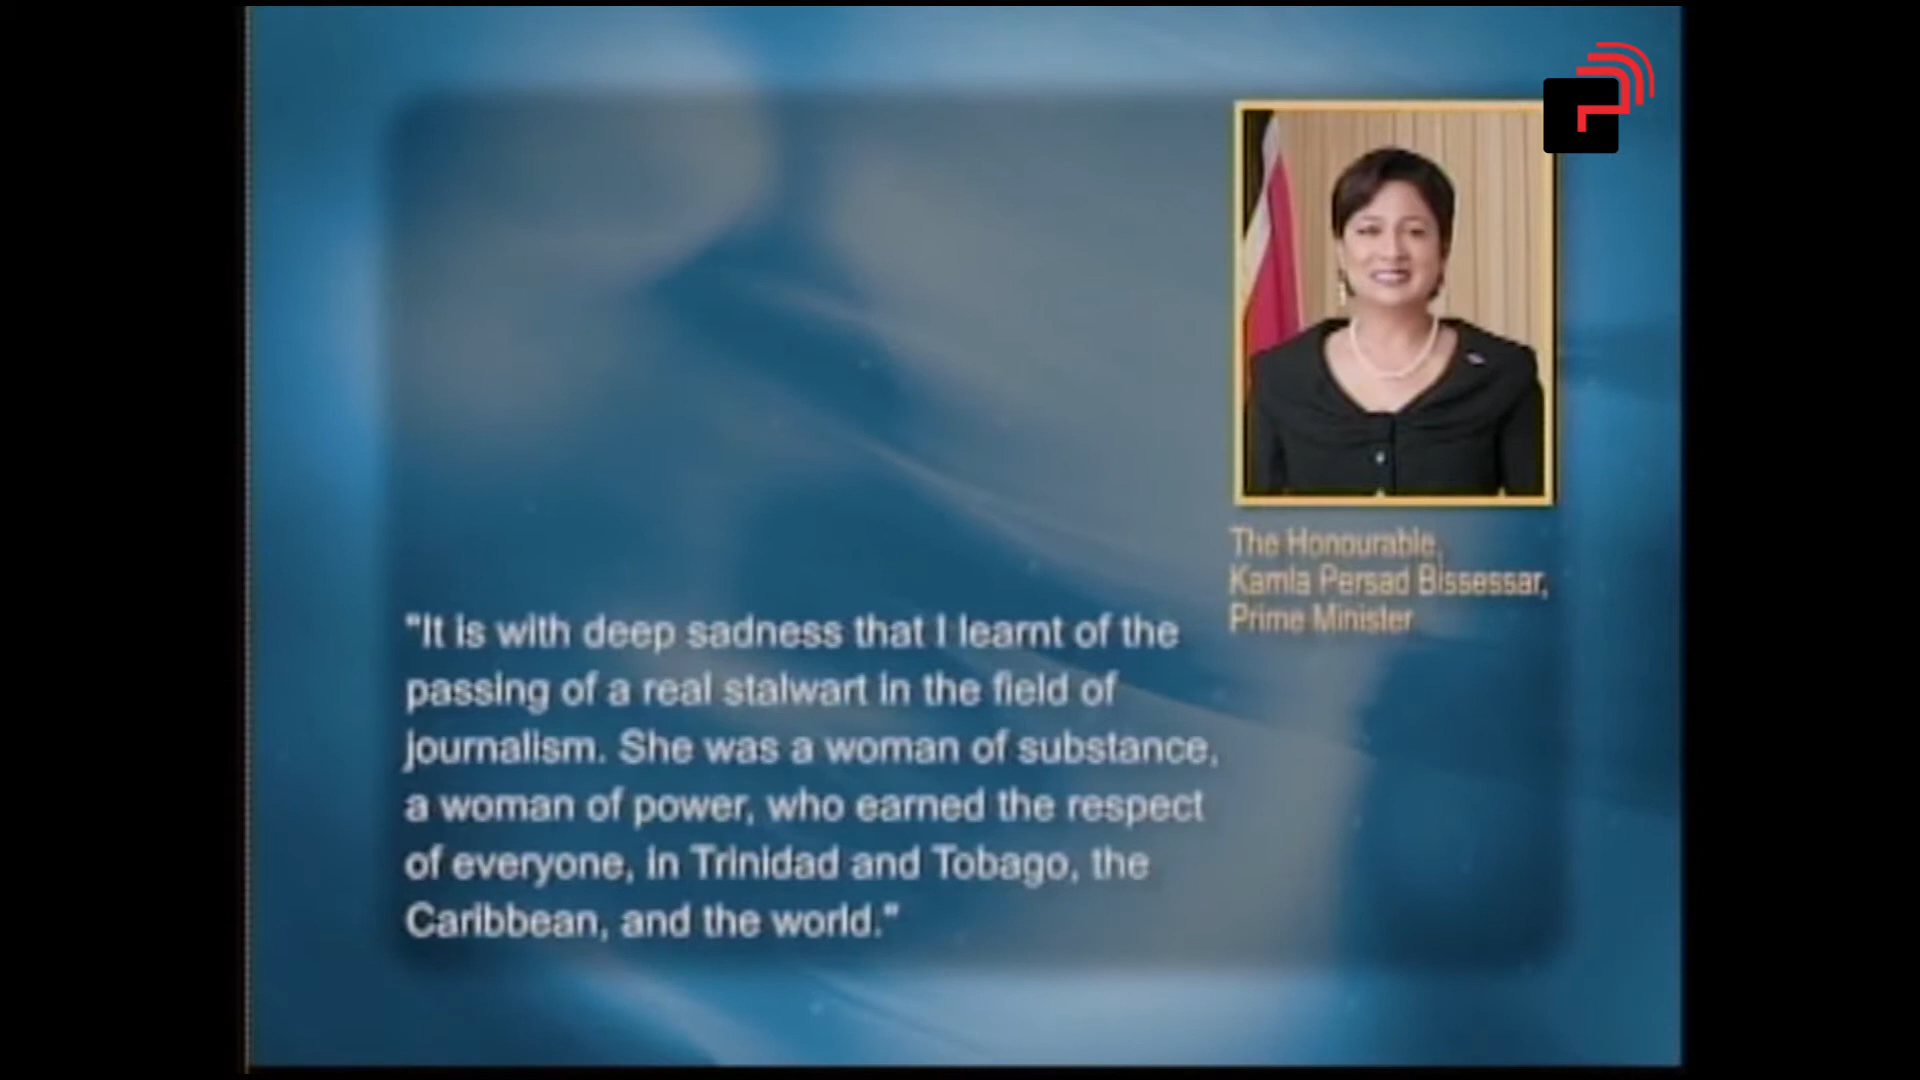 The Honourable,
Kamla Persad Bissessar,
Prime Minister
"It is with deep sadness that I learnt of the
passing of a real stalwart in the field of
journalism. She was a woman of substance,
a woman of power, who earned the respect
of everyone, in Trinidad and Tobago, the
Caribbean, and the world."